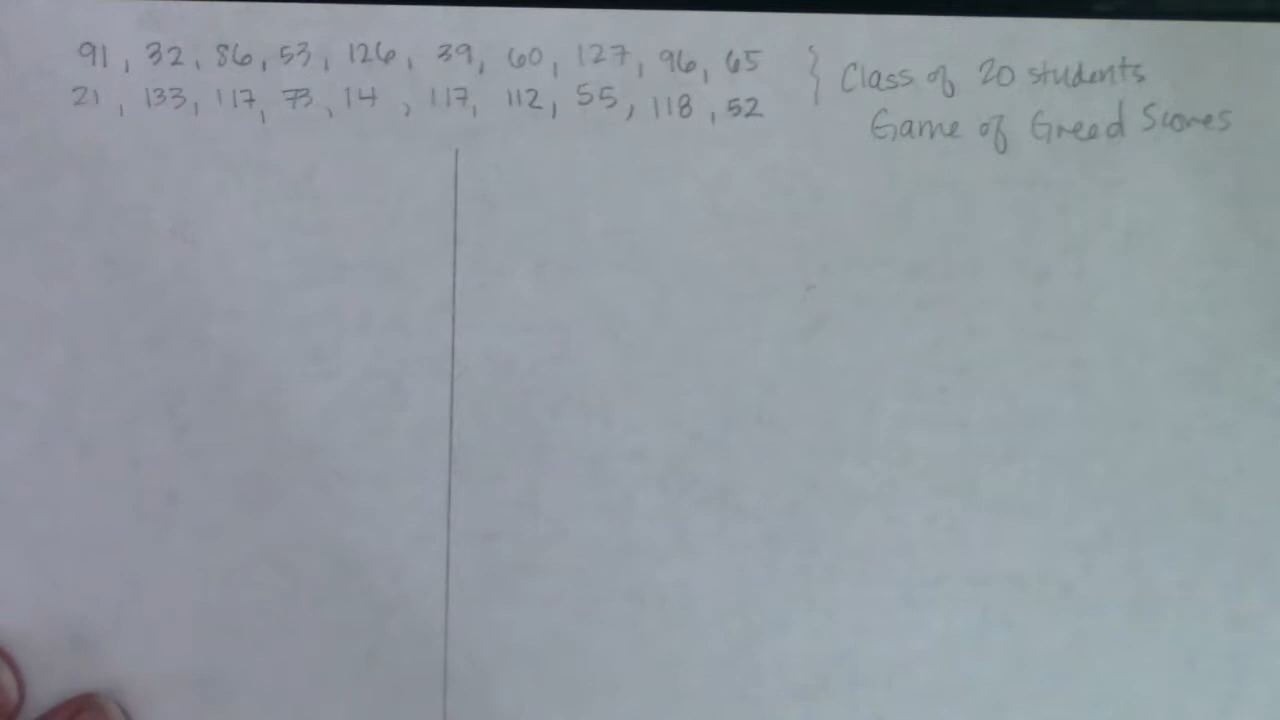 91, 32, 86, 53, 126, 39, 60, 127, 96, 65 } Class of 20 students
21, 133, 117, 73, 14, 117, 112, 55, 118, 52
Game of Greed Scores